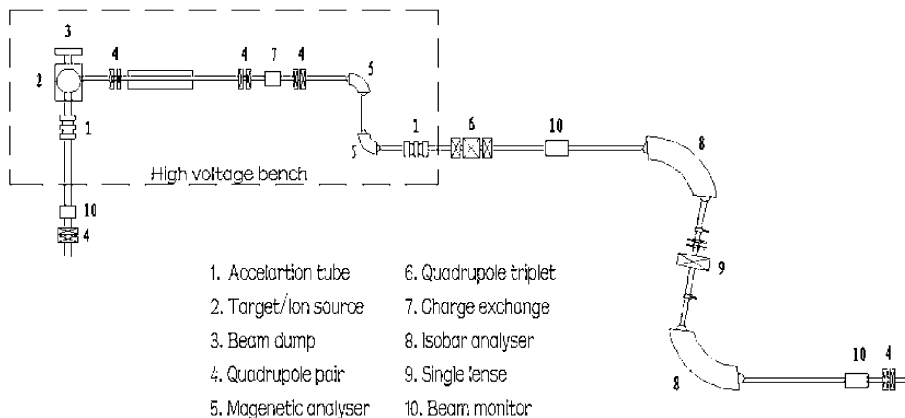 3
4
4
7
4
2
5
1
5
1
6
10
8
High voltage bench
10
4
9
1. Accelartion tube
2. Target/Ion source
3. Beam dump
4. Quadrupole pair
5. Magenetic analyser
6. Quadrupole triplet
7. Charge exchange
8. Isobar analyser
9. Single lense
10. Beam monitor
8
10
4